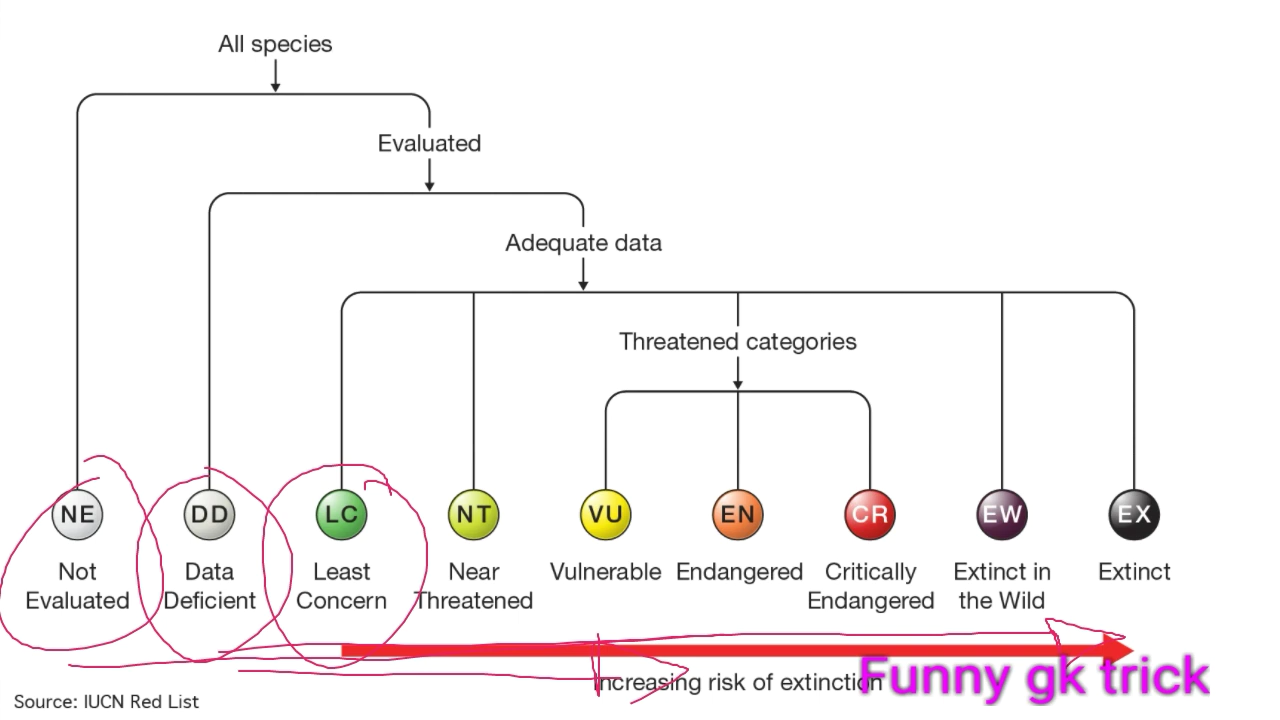 All species
Evaluated
Adequate data
Threatened categories
NE
DD
LC
NT
VU
EN
CR
EW
EX
Not
Evaluated
Data
Deficient
Least
Concern
Near
Threatened
Vulnerable
Endangered
Critically
Endangered
Extinct in
the Wild
Extinct
Increasing risk of extinction
Funny gk trick
Source: IUCN Red List